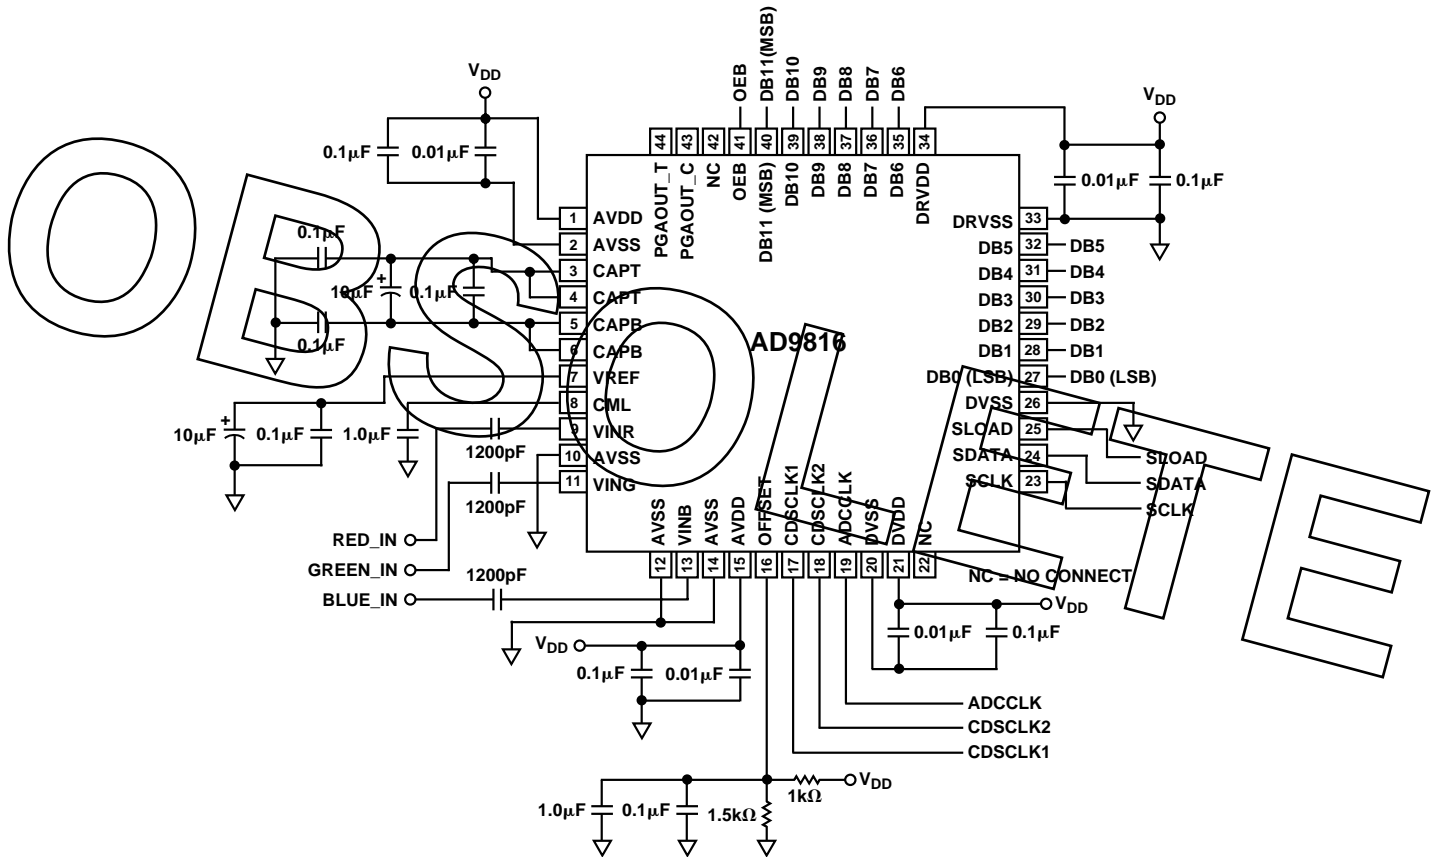 OBSOLETE
V_DD
0.1μF
0.01μF
OEB
DB11(MSB)
DB10
DB9
DB8
DB7
DB6
V_DD
0.01μF
0.1μF
44
43
42
41
40
39
38
37
36
35
34
PGAOUT_T
PGAOUT_C
NC
OEB
DB11 (MSB)
DB10
DB9
DB8
DB7
DB6
DRVDD
1 AVDD
2 AVSS
3 CAPT
4 CAPT
5 CAPB
6 CAPB
7 VREF
8 CML
9 VINR
10 AVSS
11 VING
0.1μF
+
10μF
0.1μF
0.1μF
+
10μF
0.1μF
1.0μF
1200pF
1200pF
AD9816
DRVSS 33
DB5 32 DB5
DB4 31 DB4
DB3 30 DB3
DB2 29 DB2
DB1 28 DB1
DB0 (LSB) 27 DB0 (LSB)
DVSS 26
SLOAD 25
SDATA 24
SCLK 23
SLOAD
SDATA
SCLK
AVSS
VINB
AVSS
AVDD
OFFSET
CDSCLK1
CDSCLK2
ADCCLK
DVSS
DVDD
NC
12
13
14
15
16
17
18
19
20
21
22
RED_IN
GREEN_IN
BLUE_IN
1200pF
NC = NO CONNECT
V_DD
0.01μF
0.1μF
V_DD
0.1μF
0.01μF
ADCCLK
CDSCLK2
CDSCLK1
V_DD
1kΩ
1.0μF
0.1μF
1.5kΩ